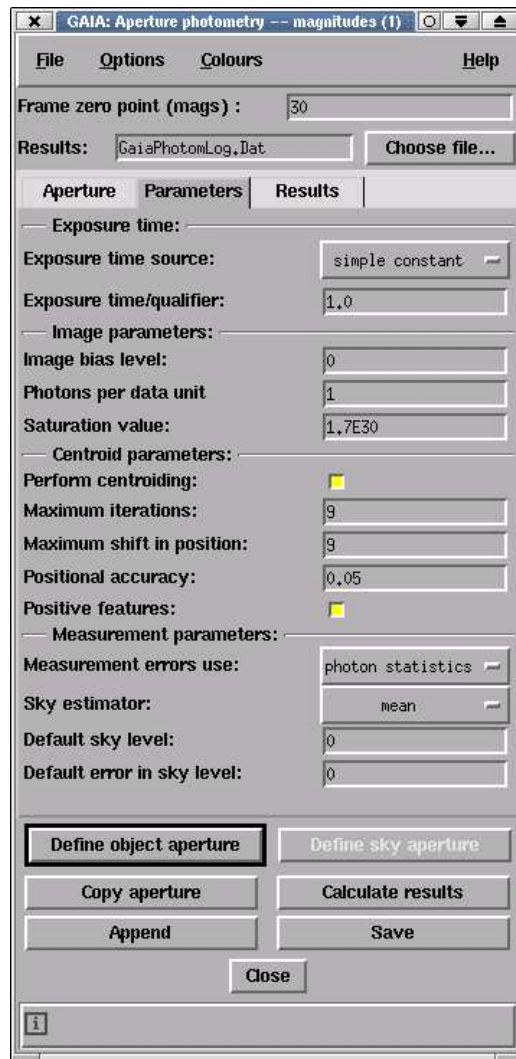 GAIA: Aperture photometry -- magnitudes (1)
File Options Colours Help
Frame zero point (mags) : 30
Results: GaiaPhotomLog.Dat Choose file...
Aperture Parameters Results
Exposure time:
Exposure time source: simple constant
Exposure time/qualifier: 1.0
Image parameters:
Image bias level: 0
Photons per data unit 1
Saturation value: 1.7E30
Centroid parameters:
Perform centroiding:
Maximum iterations: 9
Maximum shift in position: 9
Positional accuracy: 0.05
Positive features:
Measurement parameters:
Measurement errors use: photon statistics
Sky estimator: mean
Default sky level: 0
Default error in sky level: 0
Define object aperture Define sky aperture
Copy aperture Calculate results
Append Save
Close
i